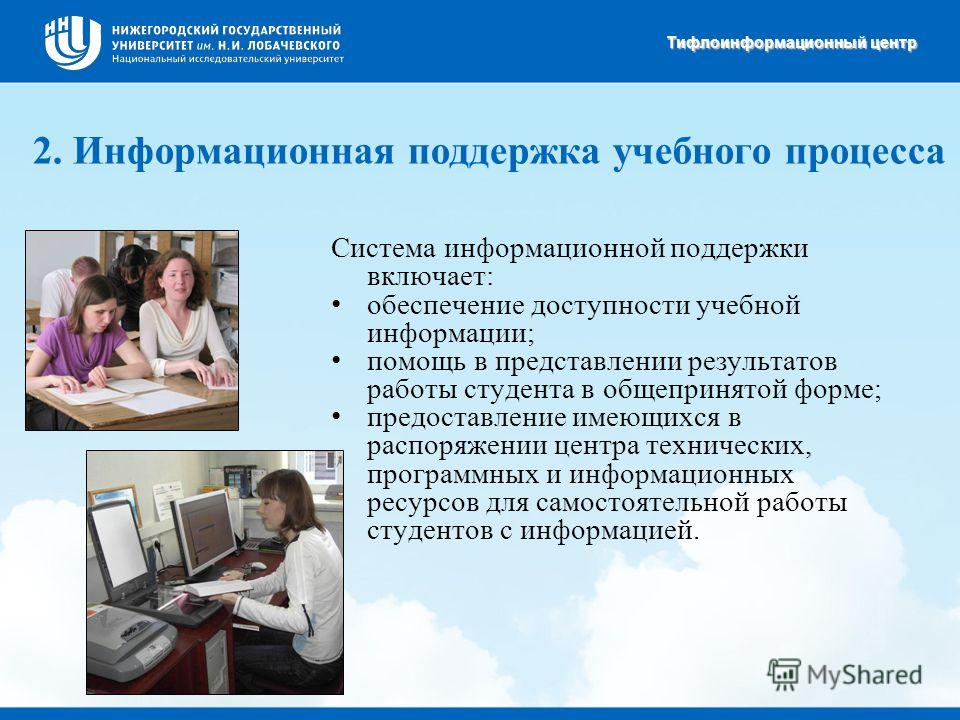 НИЖЕГОРОДСКИЙ ГОСУДАРСТВЕННЫЙ
УНИВЕРСИТЕТ им. Н.И. ЛОБАЧЕВСКОГО
Национальный исследовательский университет
Тифлоинформационный центр
2. Информационная поддержка учебного процесса
Система информационной поддержки
включает:
• обеспечение доступности учебной
информации;
• помощь в представлении результатов
работы студента в общепринятой форме;
• предоставление имеющихся в
распоряжении центра технических,
программных и информационных
ресурсов для самостоятельной работы
студентов с информацией.
MyShared